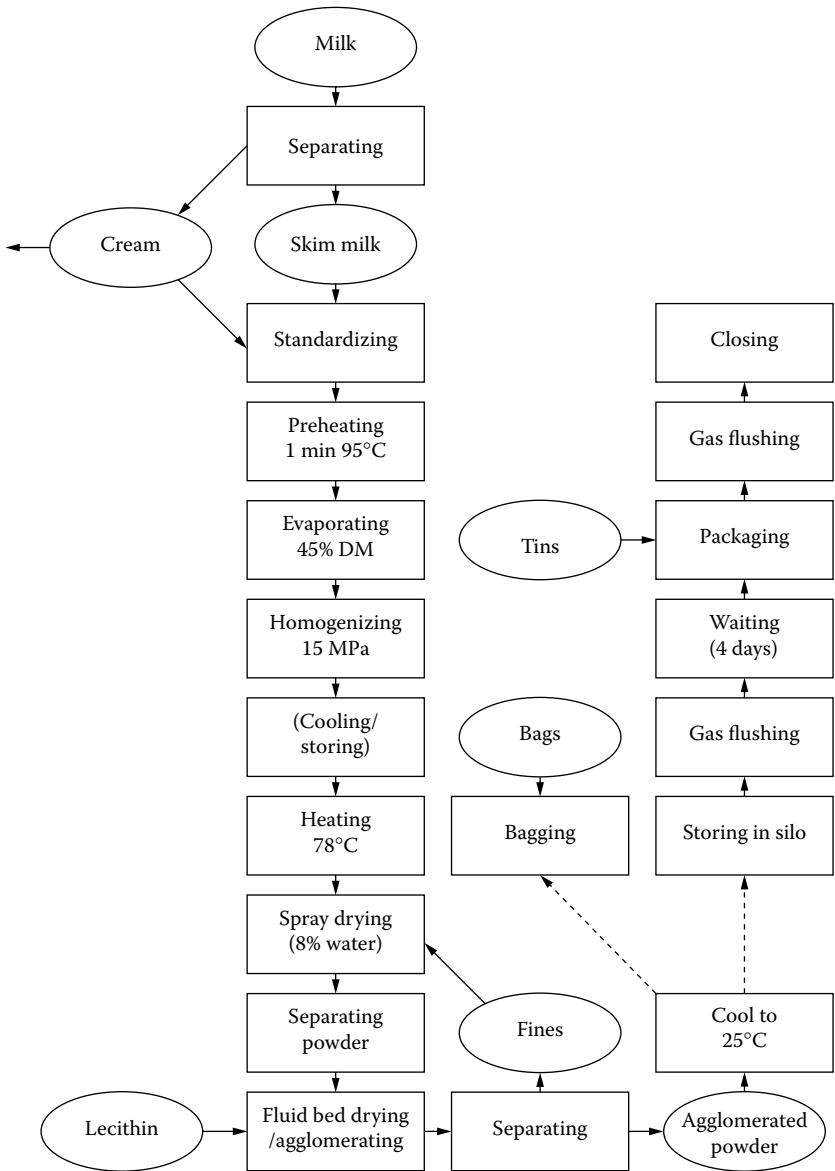 Milk
Separating
Cream
Skim milk
Standardizing
Preheating
1 min 95°C
Evaporating
45% DM
Homogenizing
15 MPa
(Cooling/
storing)
Heating
78°C
Spray drying
(8% water)
Separating
powder
Lecithin
Fluid bed drying
/agglomerating
Separating
Fines
Agglomerated
powder
Cool to
25°C
Bags
Bagging
Storing in silo
Gas flushing
Waiting
(4 days)
Tins
Packaging
Gas flushing
Closing